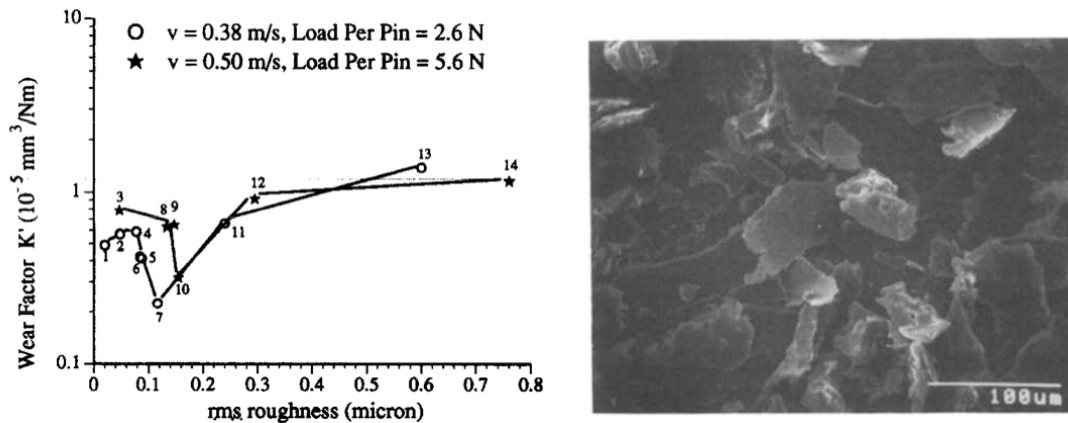 10
○ v = 0.38 m/s, Load Per Pin = 2.6 N
★ v = 0.50 m/s, Load Per Pin = 5.6 N
Wear Factor K' (10⁻⁵ mm³/Nm)
13
14
12
1
3
8 9
4
2
11
1
5
6
10
7
0.1
0 0.1 0.2 0.3 0.4 0.5 0.6 0.7 0.8
rms roughness (micron)
100um